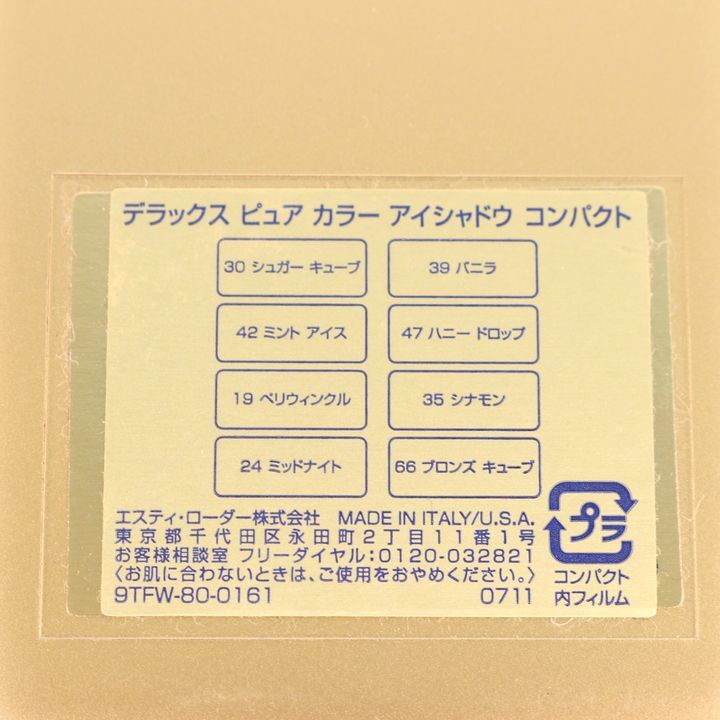 デラックス ピュア カラー アイシャドウ コンパクト
30 シュガー キューブ
39 バニラ
42 ミント アイス
47 ハニー ドロップ
19 ペリウィンクル
35 シナモン
24 ミッドナイト
66 ブロンズ キューブ
エスティ・ローダー株式会社 MADE IN ITALY/U.S.A.
東京都千代田区永田町2丁目11番1号
お客様相談室 フリーダイヤル:0120-032821
〈お肌に合わないときは、ご使用をおやめください。〉
9TFW-80-0161 0711
プラ
コンパクト
内フィルム